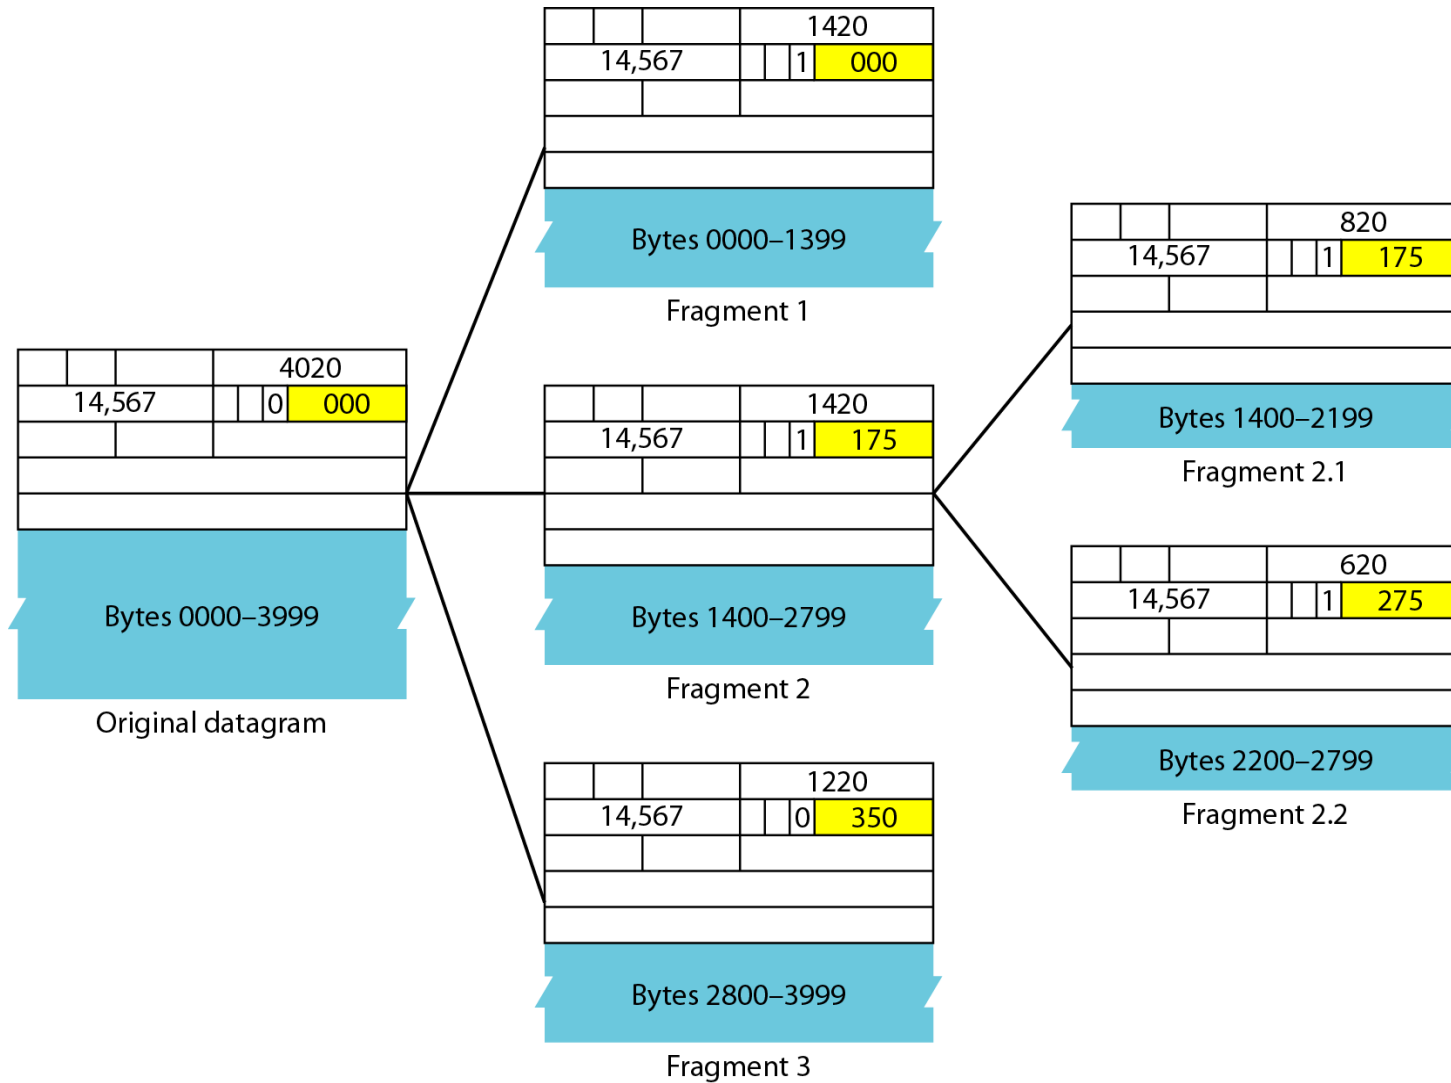 4020
14,567 0 000
Bytes 0000–3999
Original datagram
1420
14,567 1 000
Bytes 0000–1399
Fragment 1
1420
14,567 1 175
Bytes 1400–2799
Fragment 2
1220
14,567 0 350
Bytes 2800–3999
Fragment 3
820
14,567 1 175
Bytes 1400–2199
Fragment 2.1
620
14,567 1 275
Bytes 2200–2799
Fragment 2.2